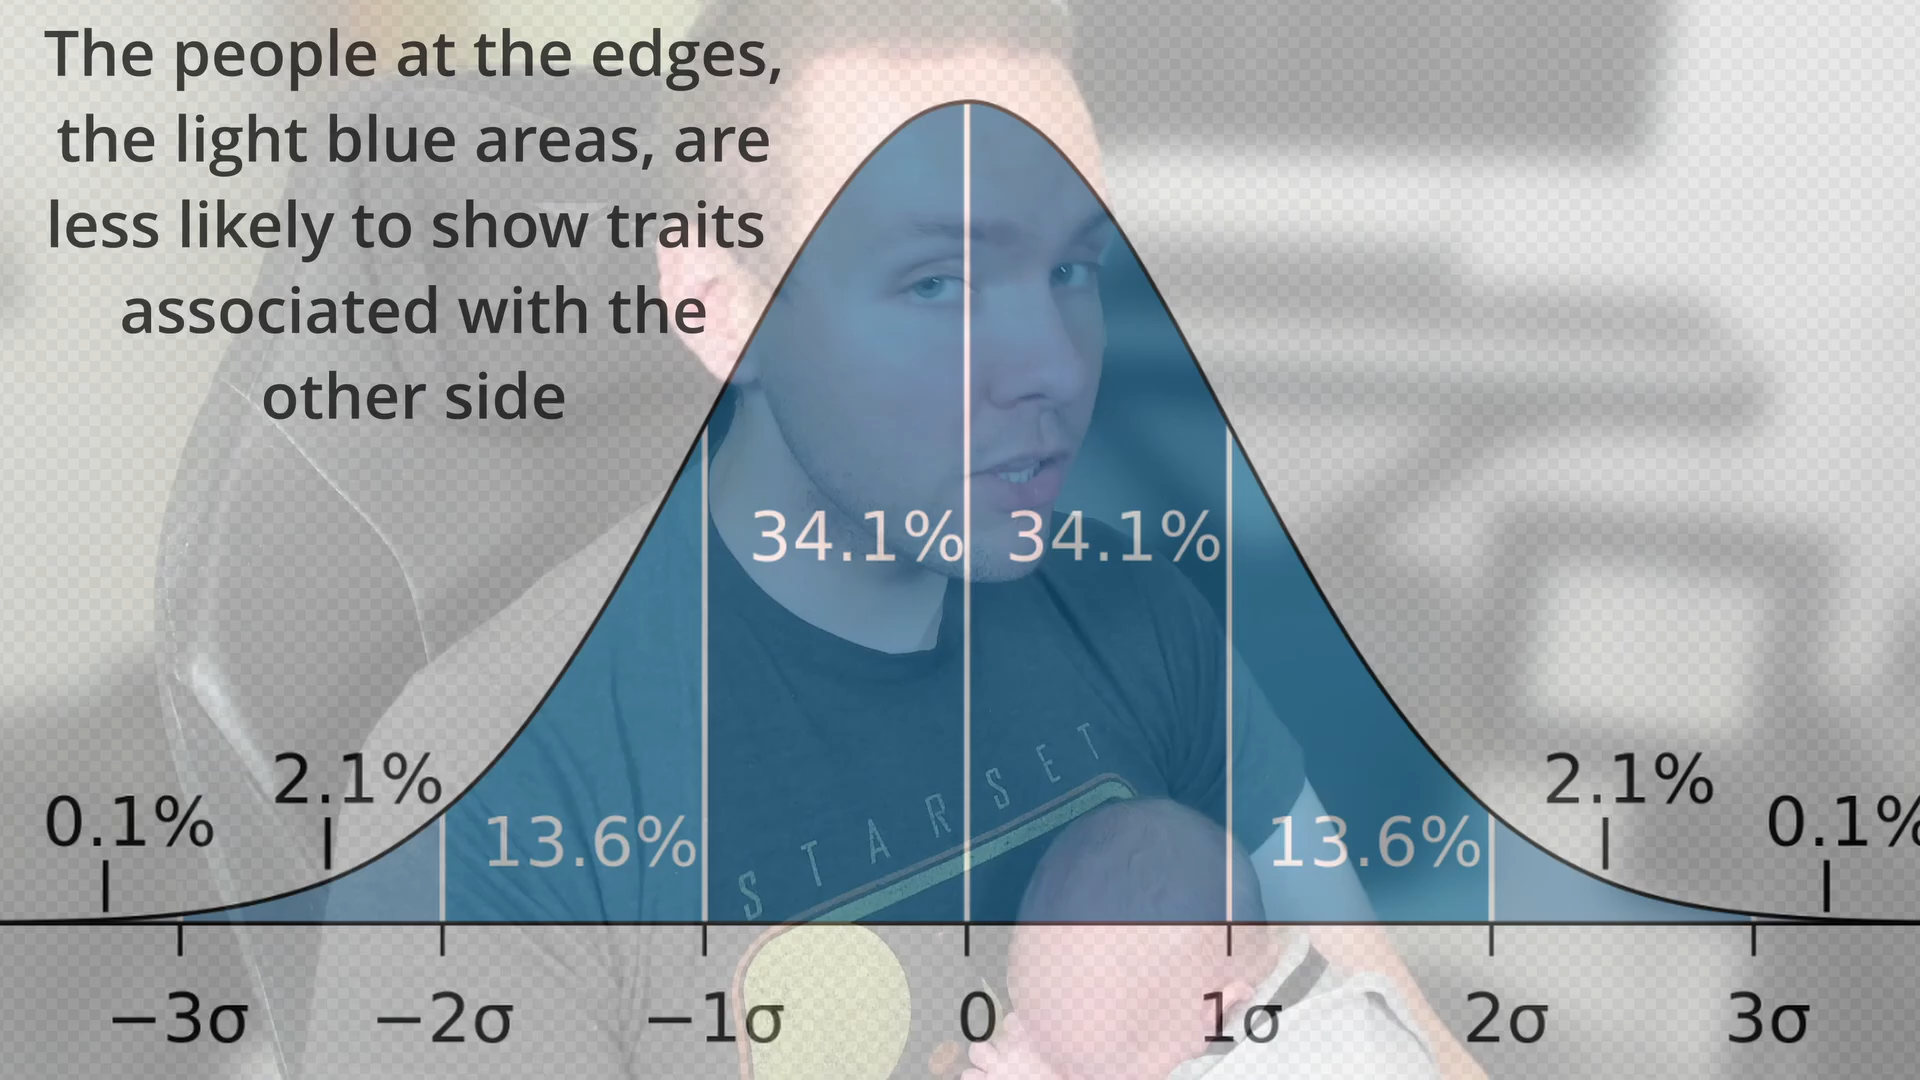 The people at the edges,
the light blue areas, are
less likely to show traits
associated with the
other side
34.1% 34.1%
0.1% 2.1% 13.6% 13.6% 2.1% 0.1%
STARSET
−3σ −2σ −1σ 0 1σ 2σ 3σ